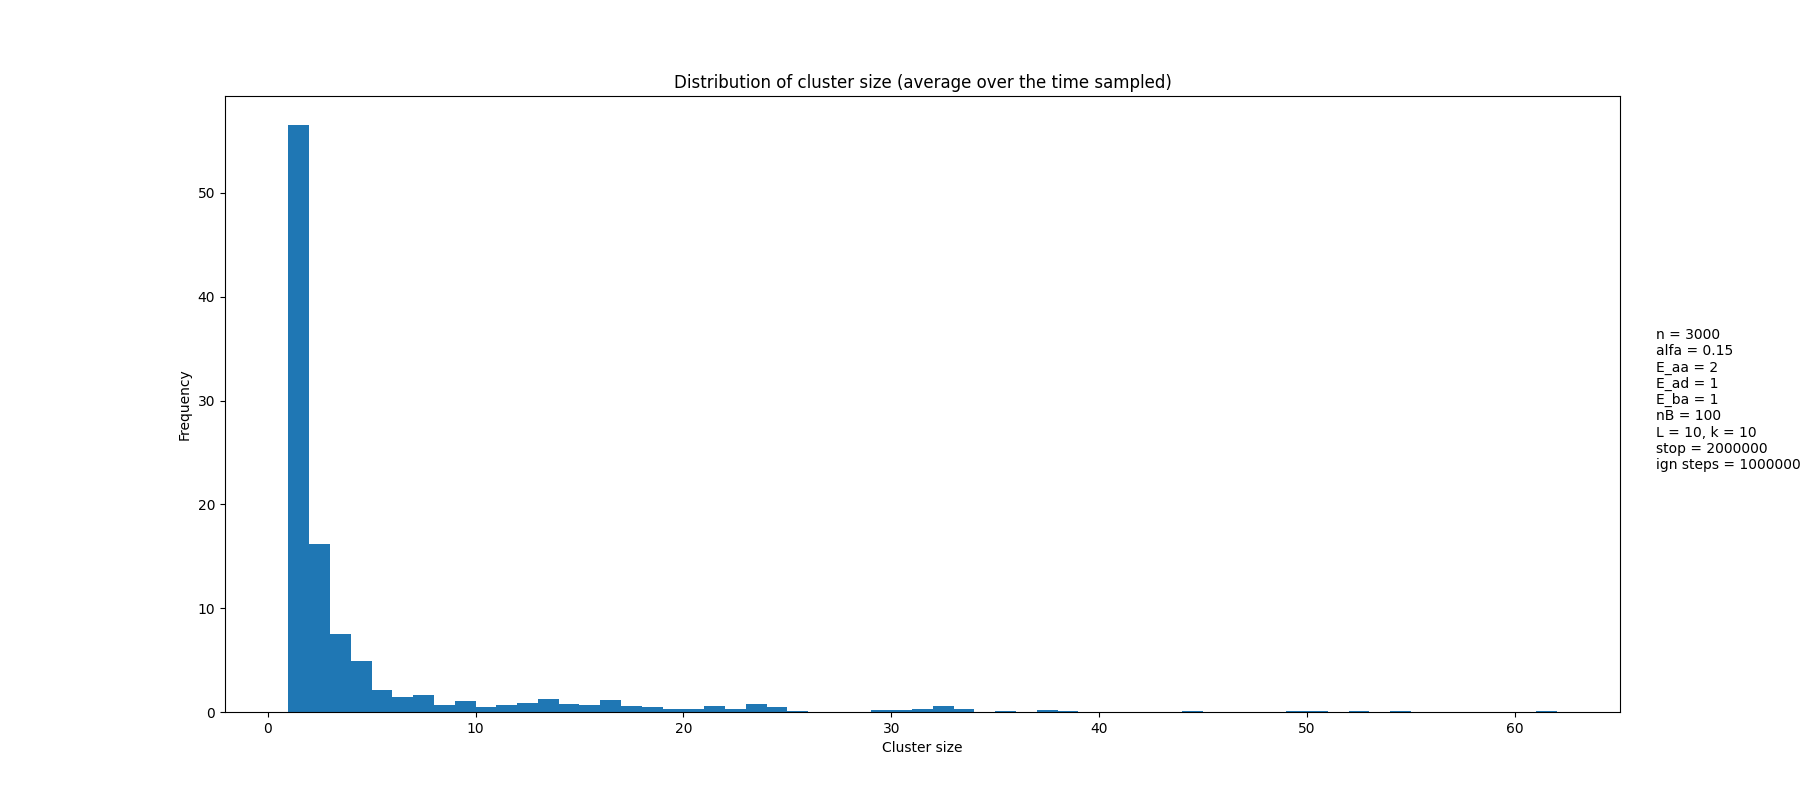 Distribution of cluster size (average over the time sampled)
50
40
30
20
10
0
Frequency
0 10 20 30 40 50 60
Cluster size
n = 3000
alfa = 0.15
E_aa = 2
E_ad = 1
E_ba = 1
nB = 100
L = 10, k = 10
stop = 2000000
ign steps = 1000000